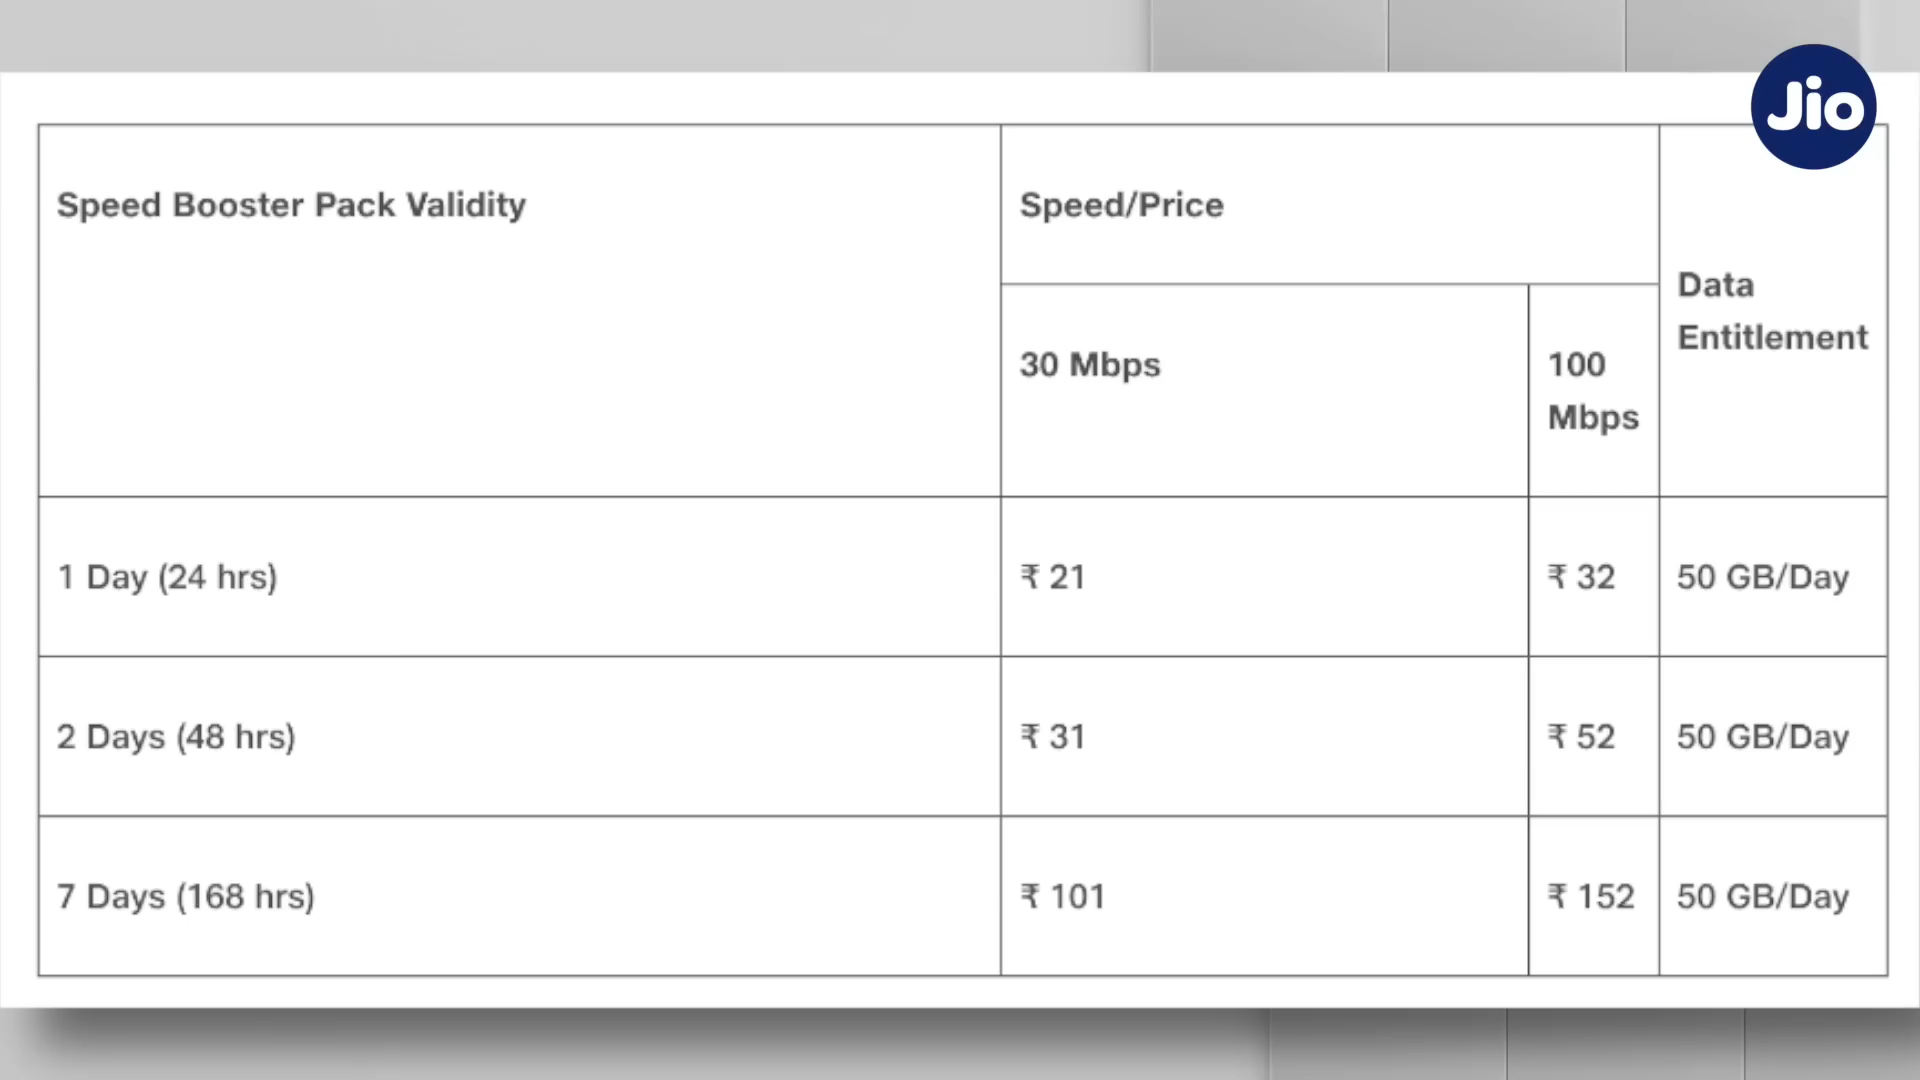 Jio
Speed Booster Pack Validity
Speed/Price
Data
Entitlement
30 Mbps
100
Mbps
1 Day (24 hrs)
₹ 21
₹ 32
50 GB/Day
2 Days (48 hrs)
₹ 31
₹ 52
50 GB/Day
7 Days (168 hrs)
₹ 101
₹ 152
50 GB/Day